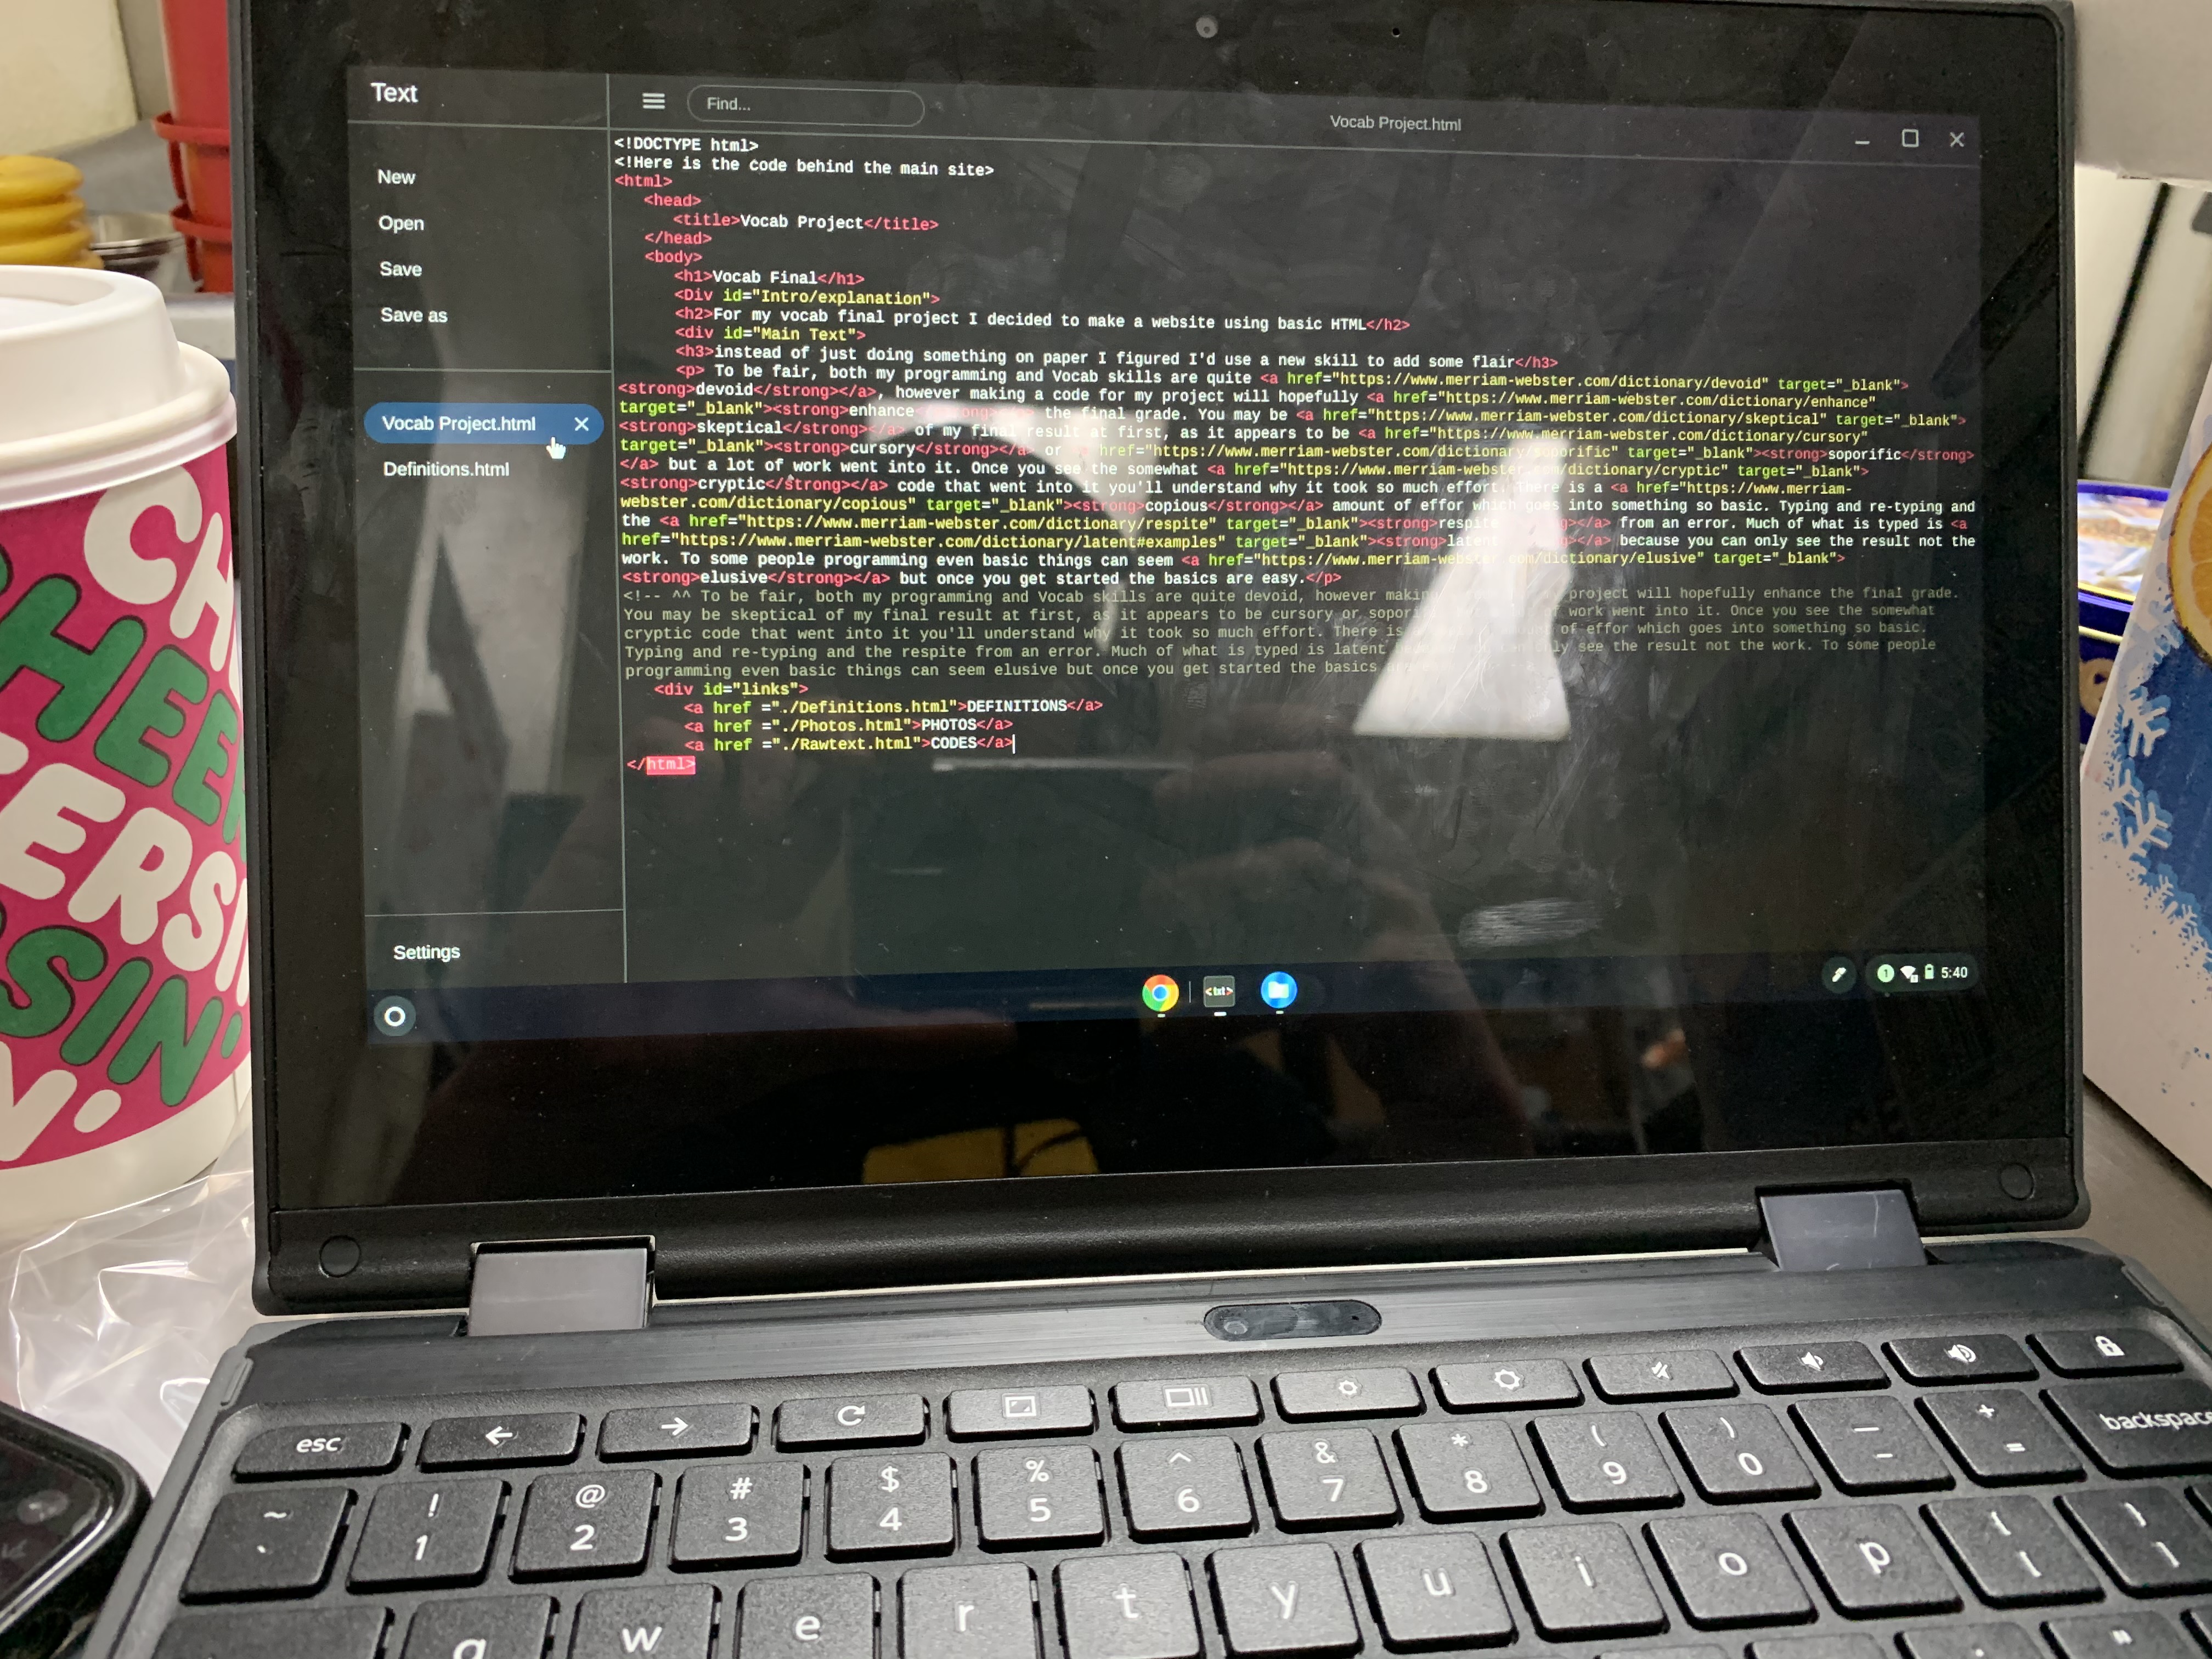 Text
Find...
Vocab Project.html
New
Open
Save
Save as
Vocab Project.html
Definitions.html
Settings
<!DOCTYPE html>
<!Here is the code behind the main site>
<html>
<head>
<title>Vocab Project</title>
</head>
<body>
<h1>Vocab Final</h1>
<Div id="Intro/explanation">
<h2>For my vocab final project I decided to make a website using basic HTML</h2>
<div id="Main Text">
<h3>instead of just doing something on paper I figured I'd use a new skill to add some flair</h3>
<p> To be fair, both my programming and Vocab skills are quite <a href="https://www.merriam-webster.com/dictionary/devoid" target="_blank">
<strong>devoid</strong></a>, however making a code for my project will hopefully <a href="https://www.merriam-webster.com/dictionary/enhance"
target="_blank"><strong>enhance</strong></a> the final grade. You may be <a href="https://www.merriam-webster.com/dictionary/skeptical" target="_blank">
<strong>skeptical</strong></a> of my final result at first, as it appears to be <a href="https://www.merriam-webster.com/dictionary/cursory"
target="_blank"><strong>cursory</strong></a> or <a href="https://www.merriam-webster.com/dictionary/soporific" target="_blank"><strong>soporific</strong>
</a> but a lot of work went into it. Once you see the somewhat <a href="https://www.merriam-webster.com/dictionary/cryptic" target="_blank">
<strong>cryptic</strong></a> code that went into it you'll understand why it took so much effort. There is a <a href="https://www.merriam-
webster.com/dictionary/copious" target="_blank"><strong>copious</strong></a> amount of effor which goes into something so basic. Typing and re-typing and
the <a href="https://www.merriam-webster.com/dictionary/respite" target="_blank"><strong>respite </a> from an error. Much of what is typed is <a
href="https://www.merriam-webster.com/dictionary/latent#examples" target="_blank"><strong>latent </a> because you can only see the result not the
work. To some people programming even basic things can seem <a href="https://www.merriam-webster.com/dictionary/elusive" target="_blank">
<strong>elusive</strong></a> but once you get started the basics are easy.</p>
<!-- ^^ To be fair, both my programming and Vocab skills are quite devoid, however making project will hopefully enhance the final grade.
You may be skeptical of my final result at first, as it appears to be cursory or work went into it. Once you see the somewhat
cryptic code that went into it you'll understand why it took so much effort. There is of effor which goes into something so basic.
Typing and re-typing and the respite from an error. Much of what is typed is latent only see the result not the work. To some people
programming even basic things can seem elusive but once you get started the basics
<div id="links">
<a href ="./Definitions.html">DEFINITIONS</a>
<a href ="./Photos.html">PHOTOS</a>
<a href ="./Rawtext.html">CODES</a>
</html>
<txt>
1
5:40
CH
HEE
ERSI
SIN'
esc
backspace
~ ! @ # $ % ^ & * ( ) — +
\` 1 2 3 4 5 6 7 8 9 0 - =
q w e r t y u i o p { }
[ ]
"